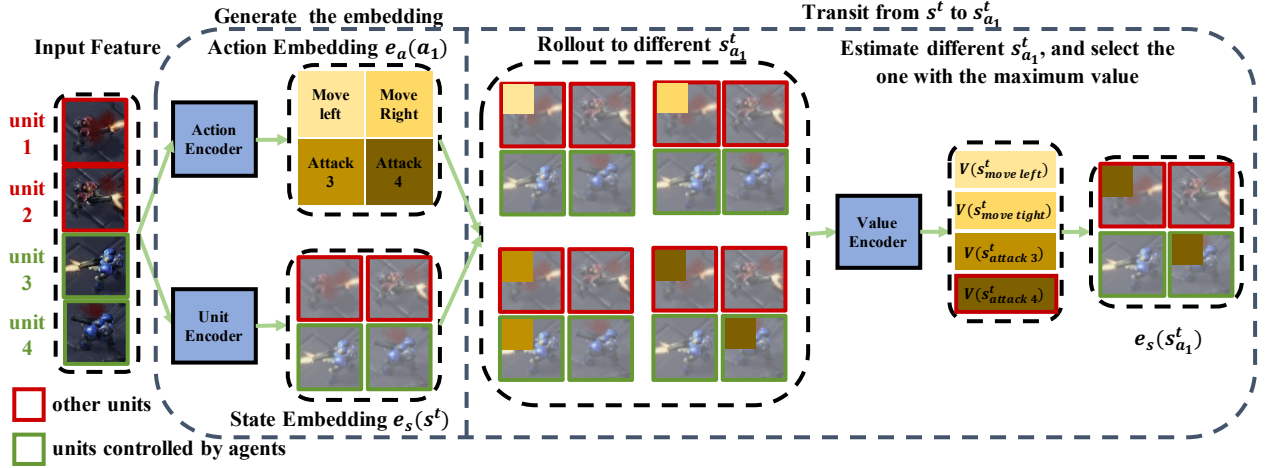 Generate the embedding
Transit from s^t to s^t_{a_1}
Input Feature
Action Embedding e_a(a_1)
Rollout to different s^t_{a_1}
Estimate different s^t_{a_1}, and select the
one with the maximum value
unit
1
unit
2
unit
3
unit
4
Action
Encoder
Move
left
Move
Right
Attack
3
Attack
4
Unit
Encoder
State Embedding e_s(s^t)
Value
Encoder
V(s^t_{move left})
V(s^t_{move tight})
V(s^t_{attack 3})
V(s^t_{attack 4})
e_s(s^t_{a_1})
other units
units controlled by agents